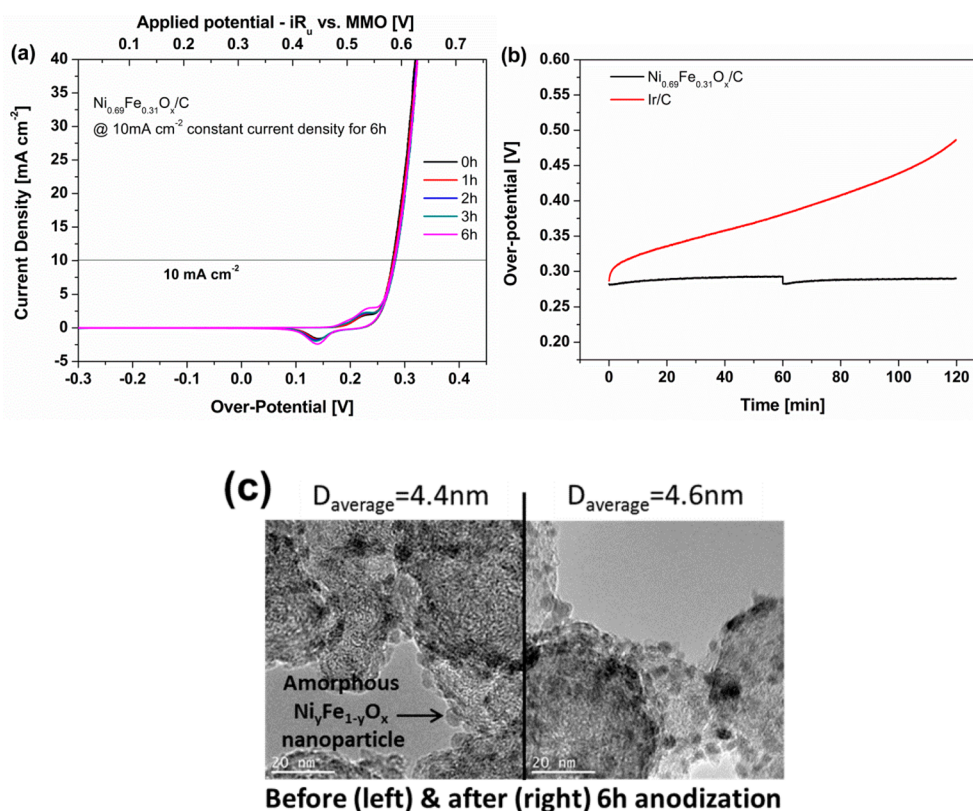 Applied potential - iRu vs. MMO [V]
0.1 0.2 0.3 0.4 0.5 0.6 0.7
(a)
40
35
30
25
20
15
10
5
0
-5
Current Density [mA cm-2]
Ni0.69Fe0.31Ox/C
@ 10mA cm-2 constant current density for 6h
0h
1h
2h
3h
6h
10 mA cm-2
-0.3 -0.2 -0.1 0.0 0.1 0.2 0.3 0.4
Over-Potential [V]
(b)
Ni0.69Fe0.31Ox/C
Ir/C
0.50
0.45
0.40
0.35
0.30
0.25
0.20
Over-potential [V]
0 20 40 60 80 100 120
Time [min]
(c)
Daverage=4.4nm
Daverage=4.6nm
Amorphous
NiyFe1-yOx
nanoparticle
20 nm
20 nm
Before (left) & after (right) 6h anodization